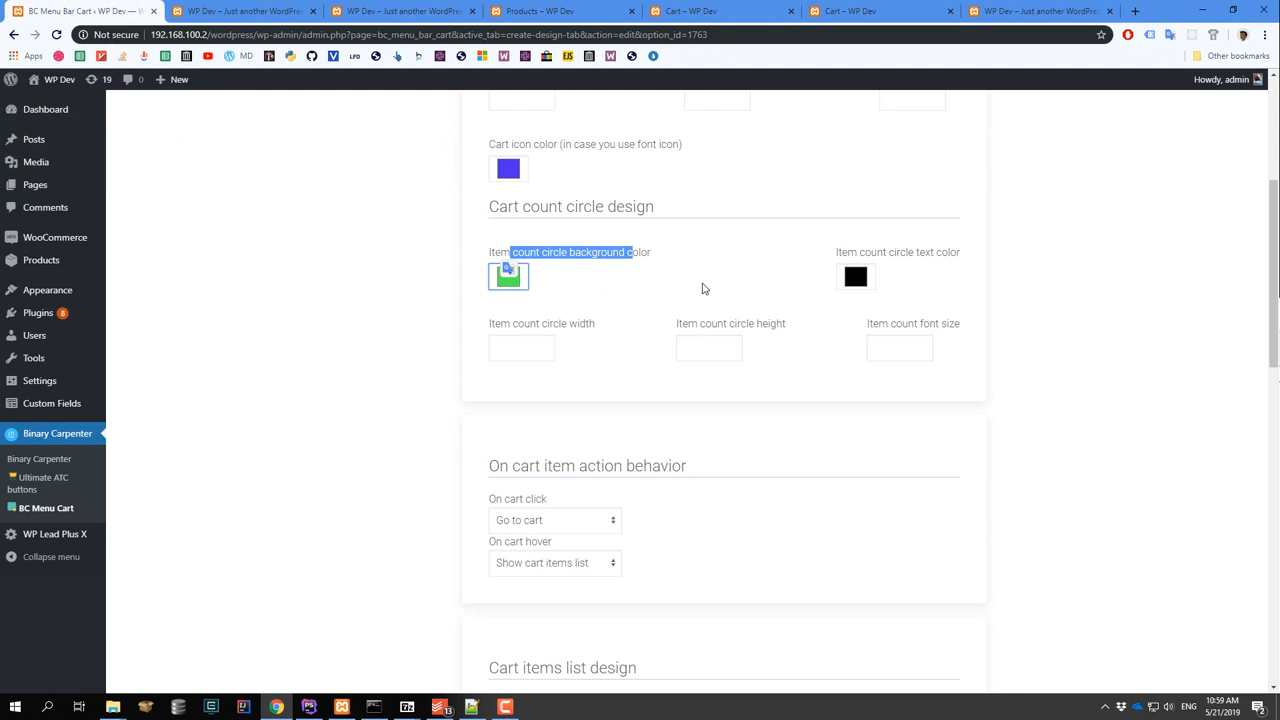 BC Menu Bar Cart ‹ WP Dev —
WP Dev – Just another WordPres
WP Dev – Just another WordPres
Products – WP Dev
Cart – WP Dev
Cart – WP Dev
WP Dev – Just another WordPres
Not secure | 192.168.100.2/wordpress/wp-admin/admin.php?page=bc_menu_bar_cart&active_tab=create-design-tab&action=edit&option_id=1763
Apps
MD
LFD
EJS
Other bookmarks
WP Dev
19
0
New
Howdy, admin
Dashboard
Posts
Media
Pages
Comments
WooCommerce
Products
Appearance
Plugins 8
Users
Tools
Settings
Custom Fields
Binary Carpenter
Binary Carpenter
Ultimate ATC
buttons
BC Menu Cart
WP Lead Plus X
Collapse menu
Cart icon color (in case you use font icon)
Cart count circle design
Item count circle background color
Item count circle text color
Item count circle width
Item count circle height
Item count font size
On cart item action behavior
On cart click
Go to cart
On cart hover
Show cart items list
Cart items list design
13
ENG
10:59 AM
5/21/2019
2